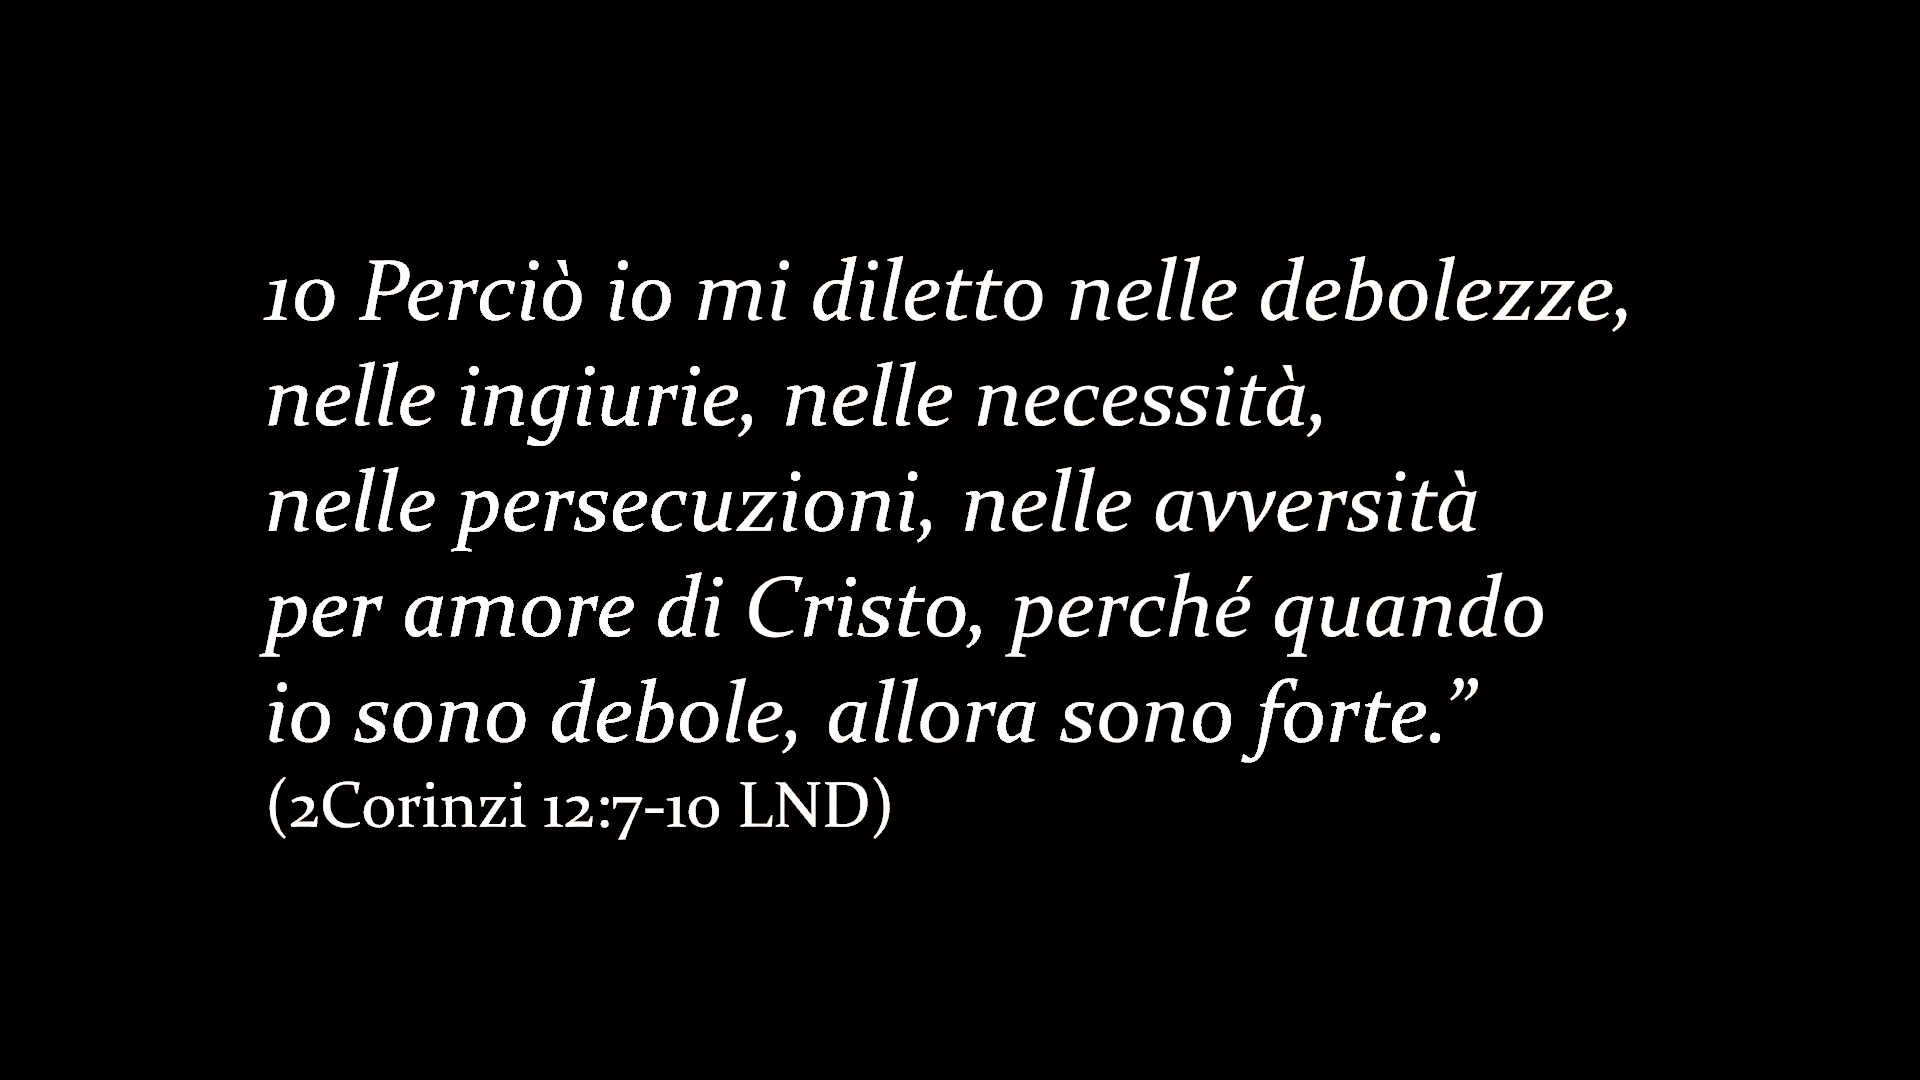 10 Perciò io mi diletto nelle debolezze,
nelle ingiurie, nelle necessità,
nelle persecuzioni, nelle avversità
per amore di Cristo, perché quando
io sono debole, allora sono forte.”
(2Corinzi 12:7-10 LND)